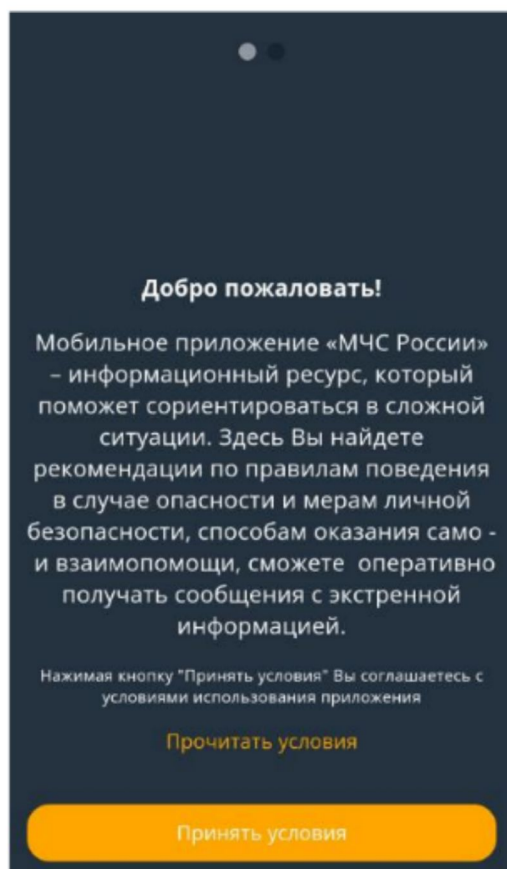 Добро пожаловать!
Мобильное приложение «МЧС России»
– информационный ресурс, который
поможет сориентироваться в сложной
ситуации. Здесь Вы найдете
рекомендации по правилам поведения
в случае опасности и мерам личной
безопасности, способам оказания само -
и взаимопомощи, сможете  оперативно
получать сообщения с экстренной
информацией.
Нажимая кнопку "Принять условия" Вы соглашаетесь с
условиями использования приложения
Прочитать условия
Принять условия